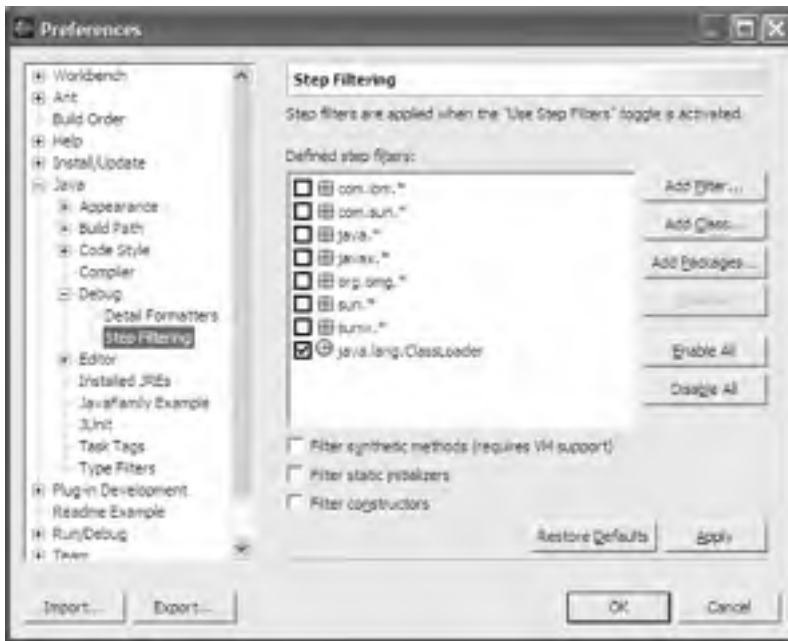 Preferences
Workbench
Ant
Build Order
Help
Install/Update
Java
Appearance
Build Path
Code Style
Compiler
Debug
Detail Formatters
Step Filtering
Editor
Installed JREs
JavaFamily Example
JUnit
Task Tags
Type Filters
Plug-in Development
Readme Example
Run/Debug
Team
Import...
Export...
Step Filtering
Step filters are applied when the "Use Step Filters" toggle is activated.
Defined step filters:
com.ibm.*
com.sun.*
java.*
javax.*
org.omg.*
sun.*
sunw.*
java.lang.ClassLoader
Add Filter...
Add Class...
Add Packages...
Enable All
Disable All
Filter synthetic methods (requires VM support)
Filter static initializers
Filter constructors
Restore Defaults
Apply
OK
Cancel